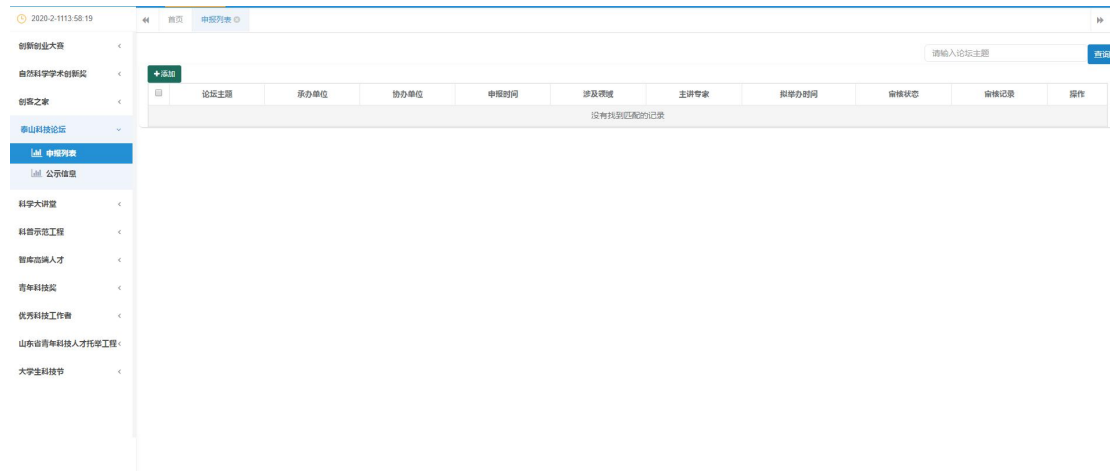 2020-2-1113:58:19
首页 申报列表
创新创业大赛
请输入论坛主题 查询
自然科学学术创新奖
+添加
论坛主题 承办单位 协办单位 申报时间 涉及领域 主讲专家 拟举办时间 审核状态 审核记录 操作
创客之家
没有找到匹配的记录
泰山科技论坛
申报列表
公示信息
科学大讲堂
科普示范工程
智库高端人才
青年科技奖
优秀科技工作者
山东省青年科技人才托举工程
大学生科技节